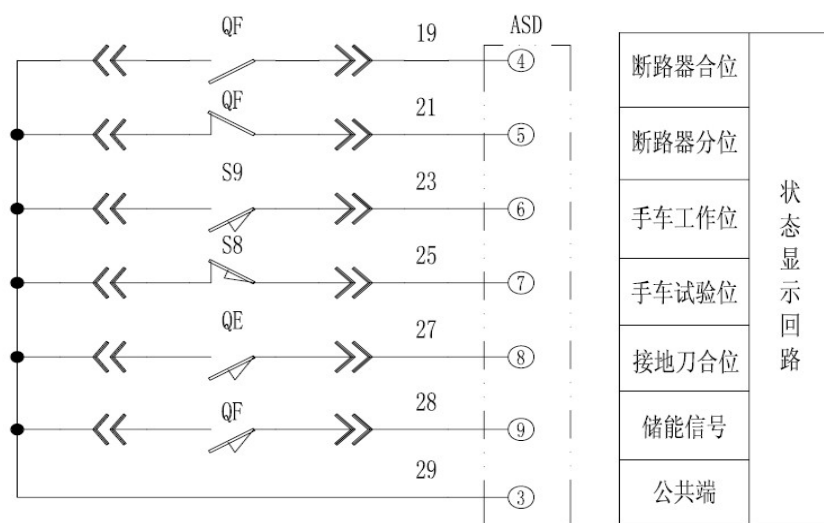 QF 19 ASD
④ 断路器合位
QF 21
⑤ 断路器分位
S9 23
⑥ 手车工作位
S8 25
⑦ 手车试验位
QE 27
⑧ 接地刀合位
QF 28
⑨ 储能信号
29
③ 公共端
状态显示回路